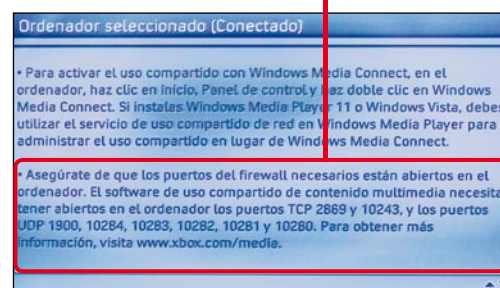 Ordenador seleccionado (Conectado)
• Para activar el uso compartido con Windows Media Connect, en el
ordenador, haz clic en Inicio, Panel de control y haz doble clic en Windows
Media Connect. Si instalas Windows Media Player 11 o Windows Vista, debes
utilizar el servicio de uso compartido de red en Windows Media Player para
administrar el uso compartido en lugar de Windows Media Connect.
• Asegúrate de que los puertos del firewall necesarios están abiertos en el
ordenador. El software de uso compartido de contenido multimedia necesita
tener abiertos en el ordenador los puertos TCP 2869 y 10243, y los puertos
UDP 1900, 10284, 10283, 10282, 10281 y 10280. Para obtener más
información, visita www.xbox.com/media.